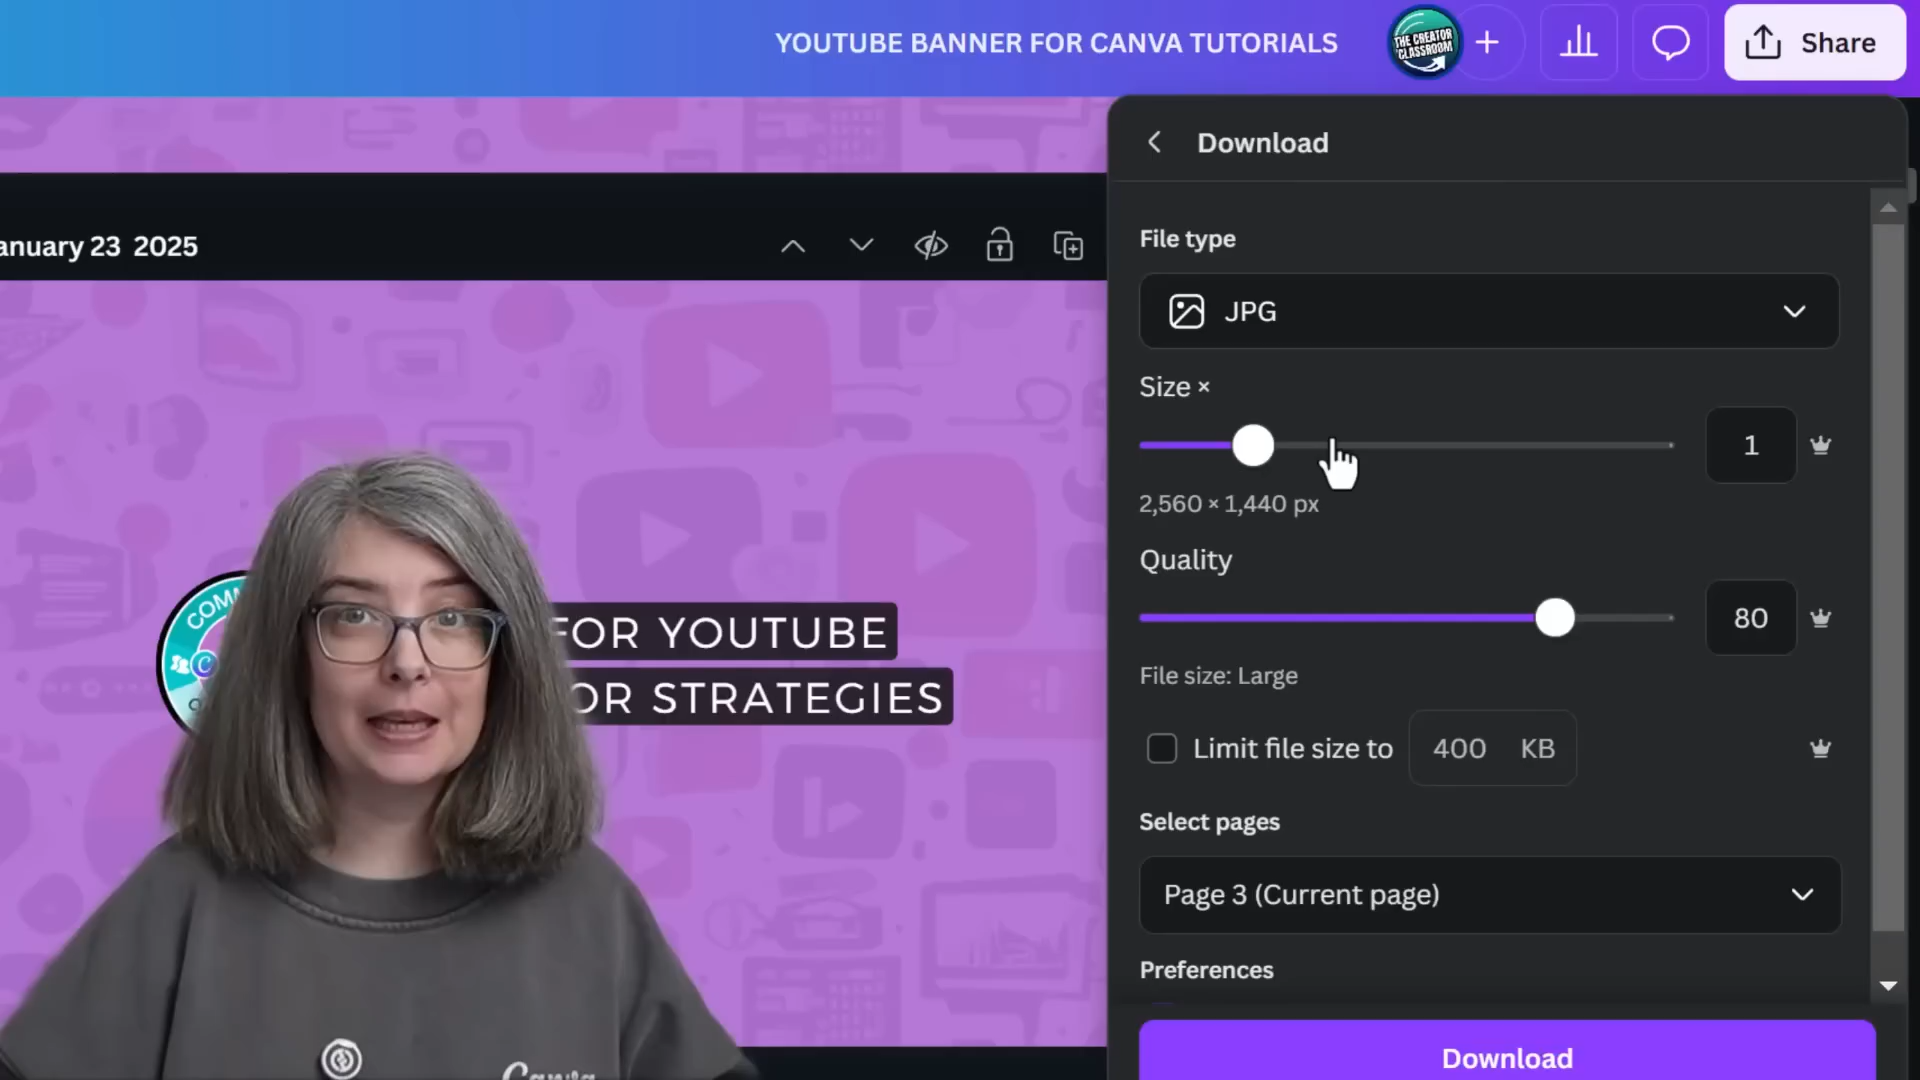 YOUTUBE BANNER FOR CANVA TUTORIALS
THE CREATOR
CLASSROOM
Share
Download
anuary 23 2025
File type
JPG
Size ×
1
2,560 × 1,440 px
Quality
80
File size: Large
Limit file size to 400 KB
Select pages
Page 3 (Current page)
Preferences
Download
COMM
FOR YOUTUBE
OR STRATEGIES
Canva